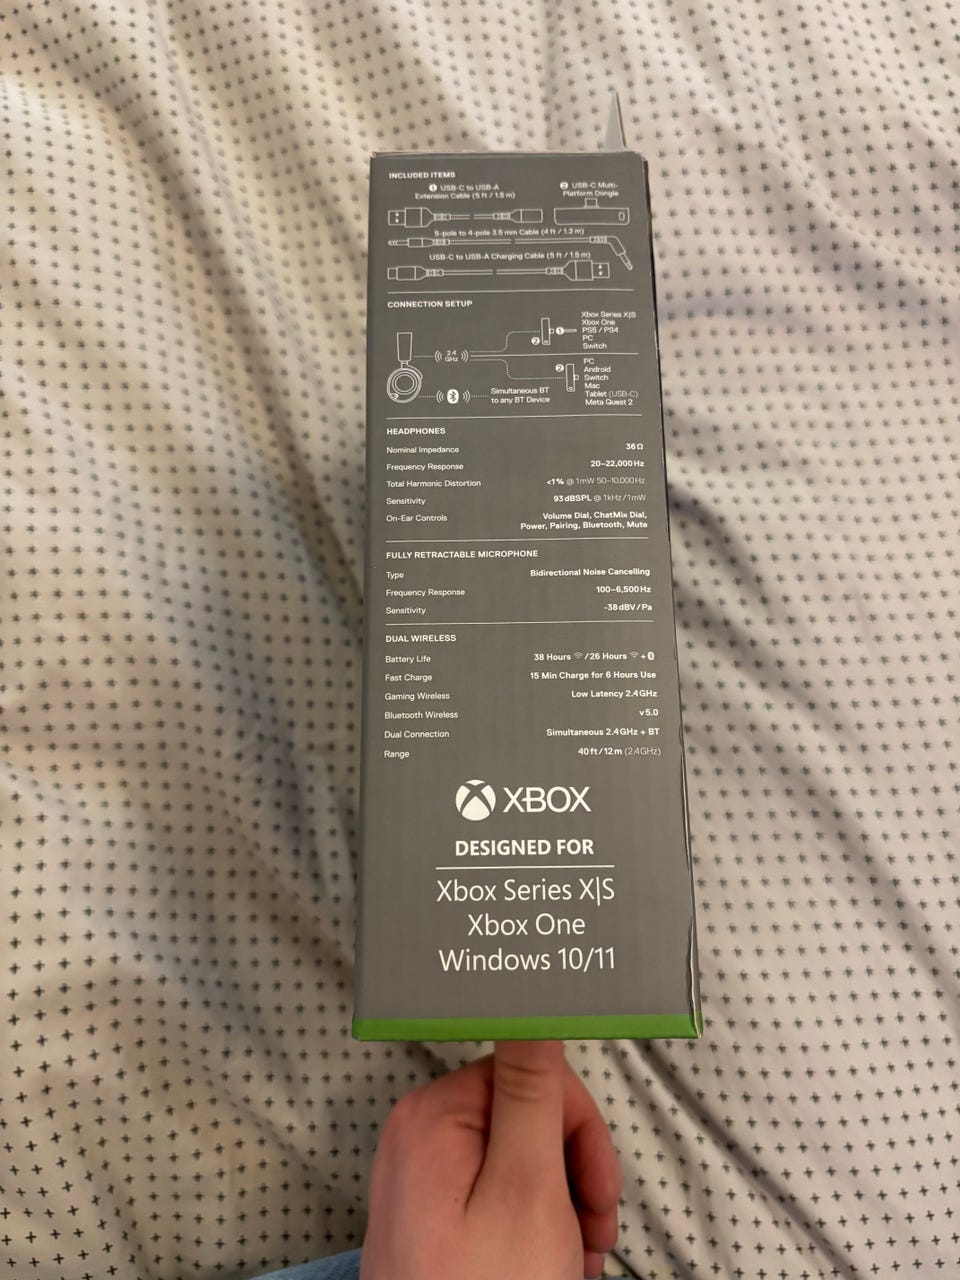 INCLUDED ITEMS
1 USB-C to USB-A
Extension Cable (5 ft / 1.5 m)
2 USB-C Multi-
Platform Dongle
5-pole to 4-pole 3.5 mm Cable (4 ft / 1.2 m)
USB-C to USB-A Charging Cable (5 ft / 1.5 m)
CONNECTION SETUP
2.4
GHz
2
1
Xbox Series X|S
Xbox One
PS5 / PS4
PC
Switch
2
PC
Android
Switch
Mac
Tablet (USB-C)
Meta Quest 2
Simultaneous BT
to any BT Device
HEADPHONES
Nominal Impedance 36 Ω
Frequency Response 20–22,000 Hz
Total Harmonic Distortion <1% @ 1mW 50–10,000 Hz
Sensitivity 93 dBSPL @ 1kHz/1mW
On-Ear Controls Volume Dial, ChatMix Dial,
Power, Pairing, Bluetooth, Mute
FULLY RETRACTABLE MICROPHONE
Type Bidirectional Noise Cancelling
Frequency Response 100–6,500 Hz
Sensitivity -38 dBV / Pa
DUAL WIRELESS
Battery Life 38 Hours / 26 Hours +
Fast Charge 15 Min Charge for 6 Hours Use
Gaming Wireless Low Latency 2.4 GHz
Bluetooth Wireless v 5.0
Dual Connection Simultaneous 2.4 GHz + BT
Range 40 ft / 12 m (2.4GHz)
XBOX
DESIGNED FOR
Xbox Series X|S
Xbox One
Windows 10/11